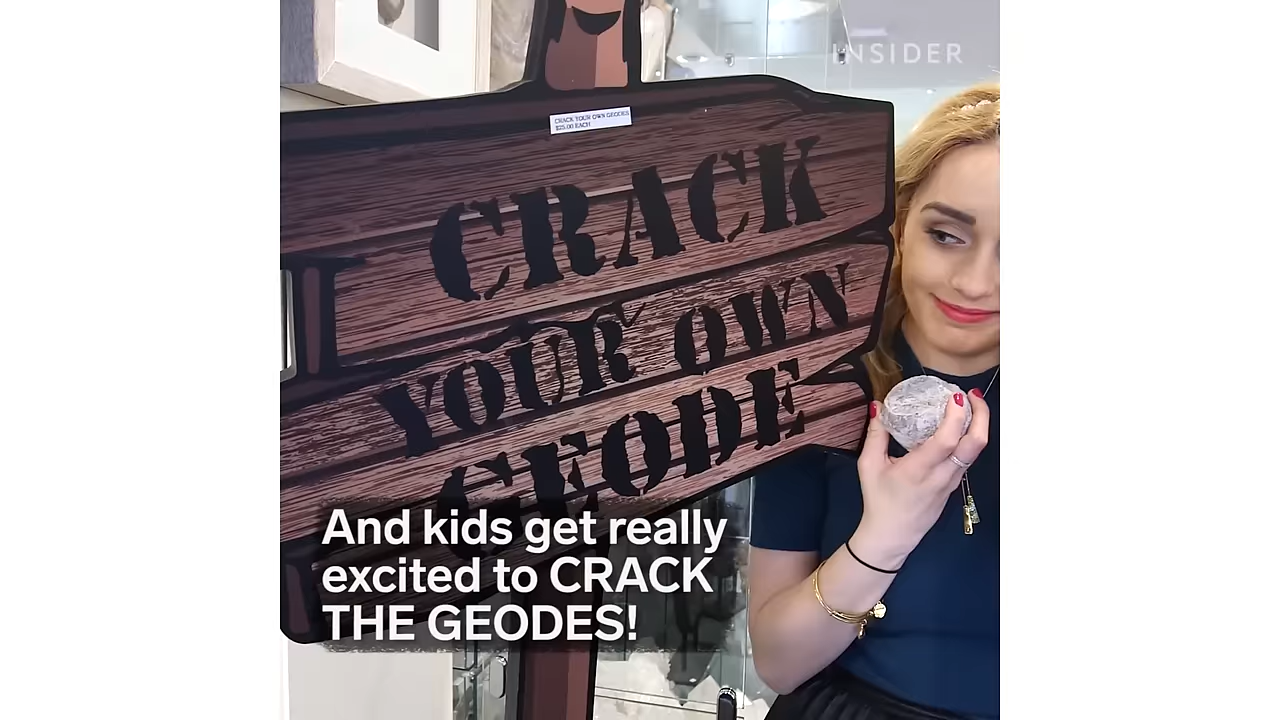 INSIDER
CRACK YOUR OWN GEODES
$25.00 EACH
CRACK
YOUR OWN
GEODE
And kids get really
excited to CRACK
THE GEODES!